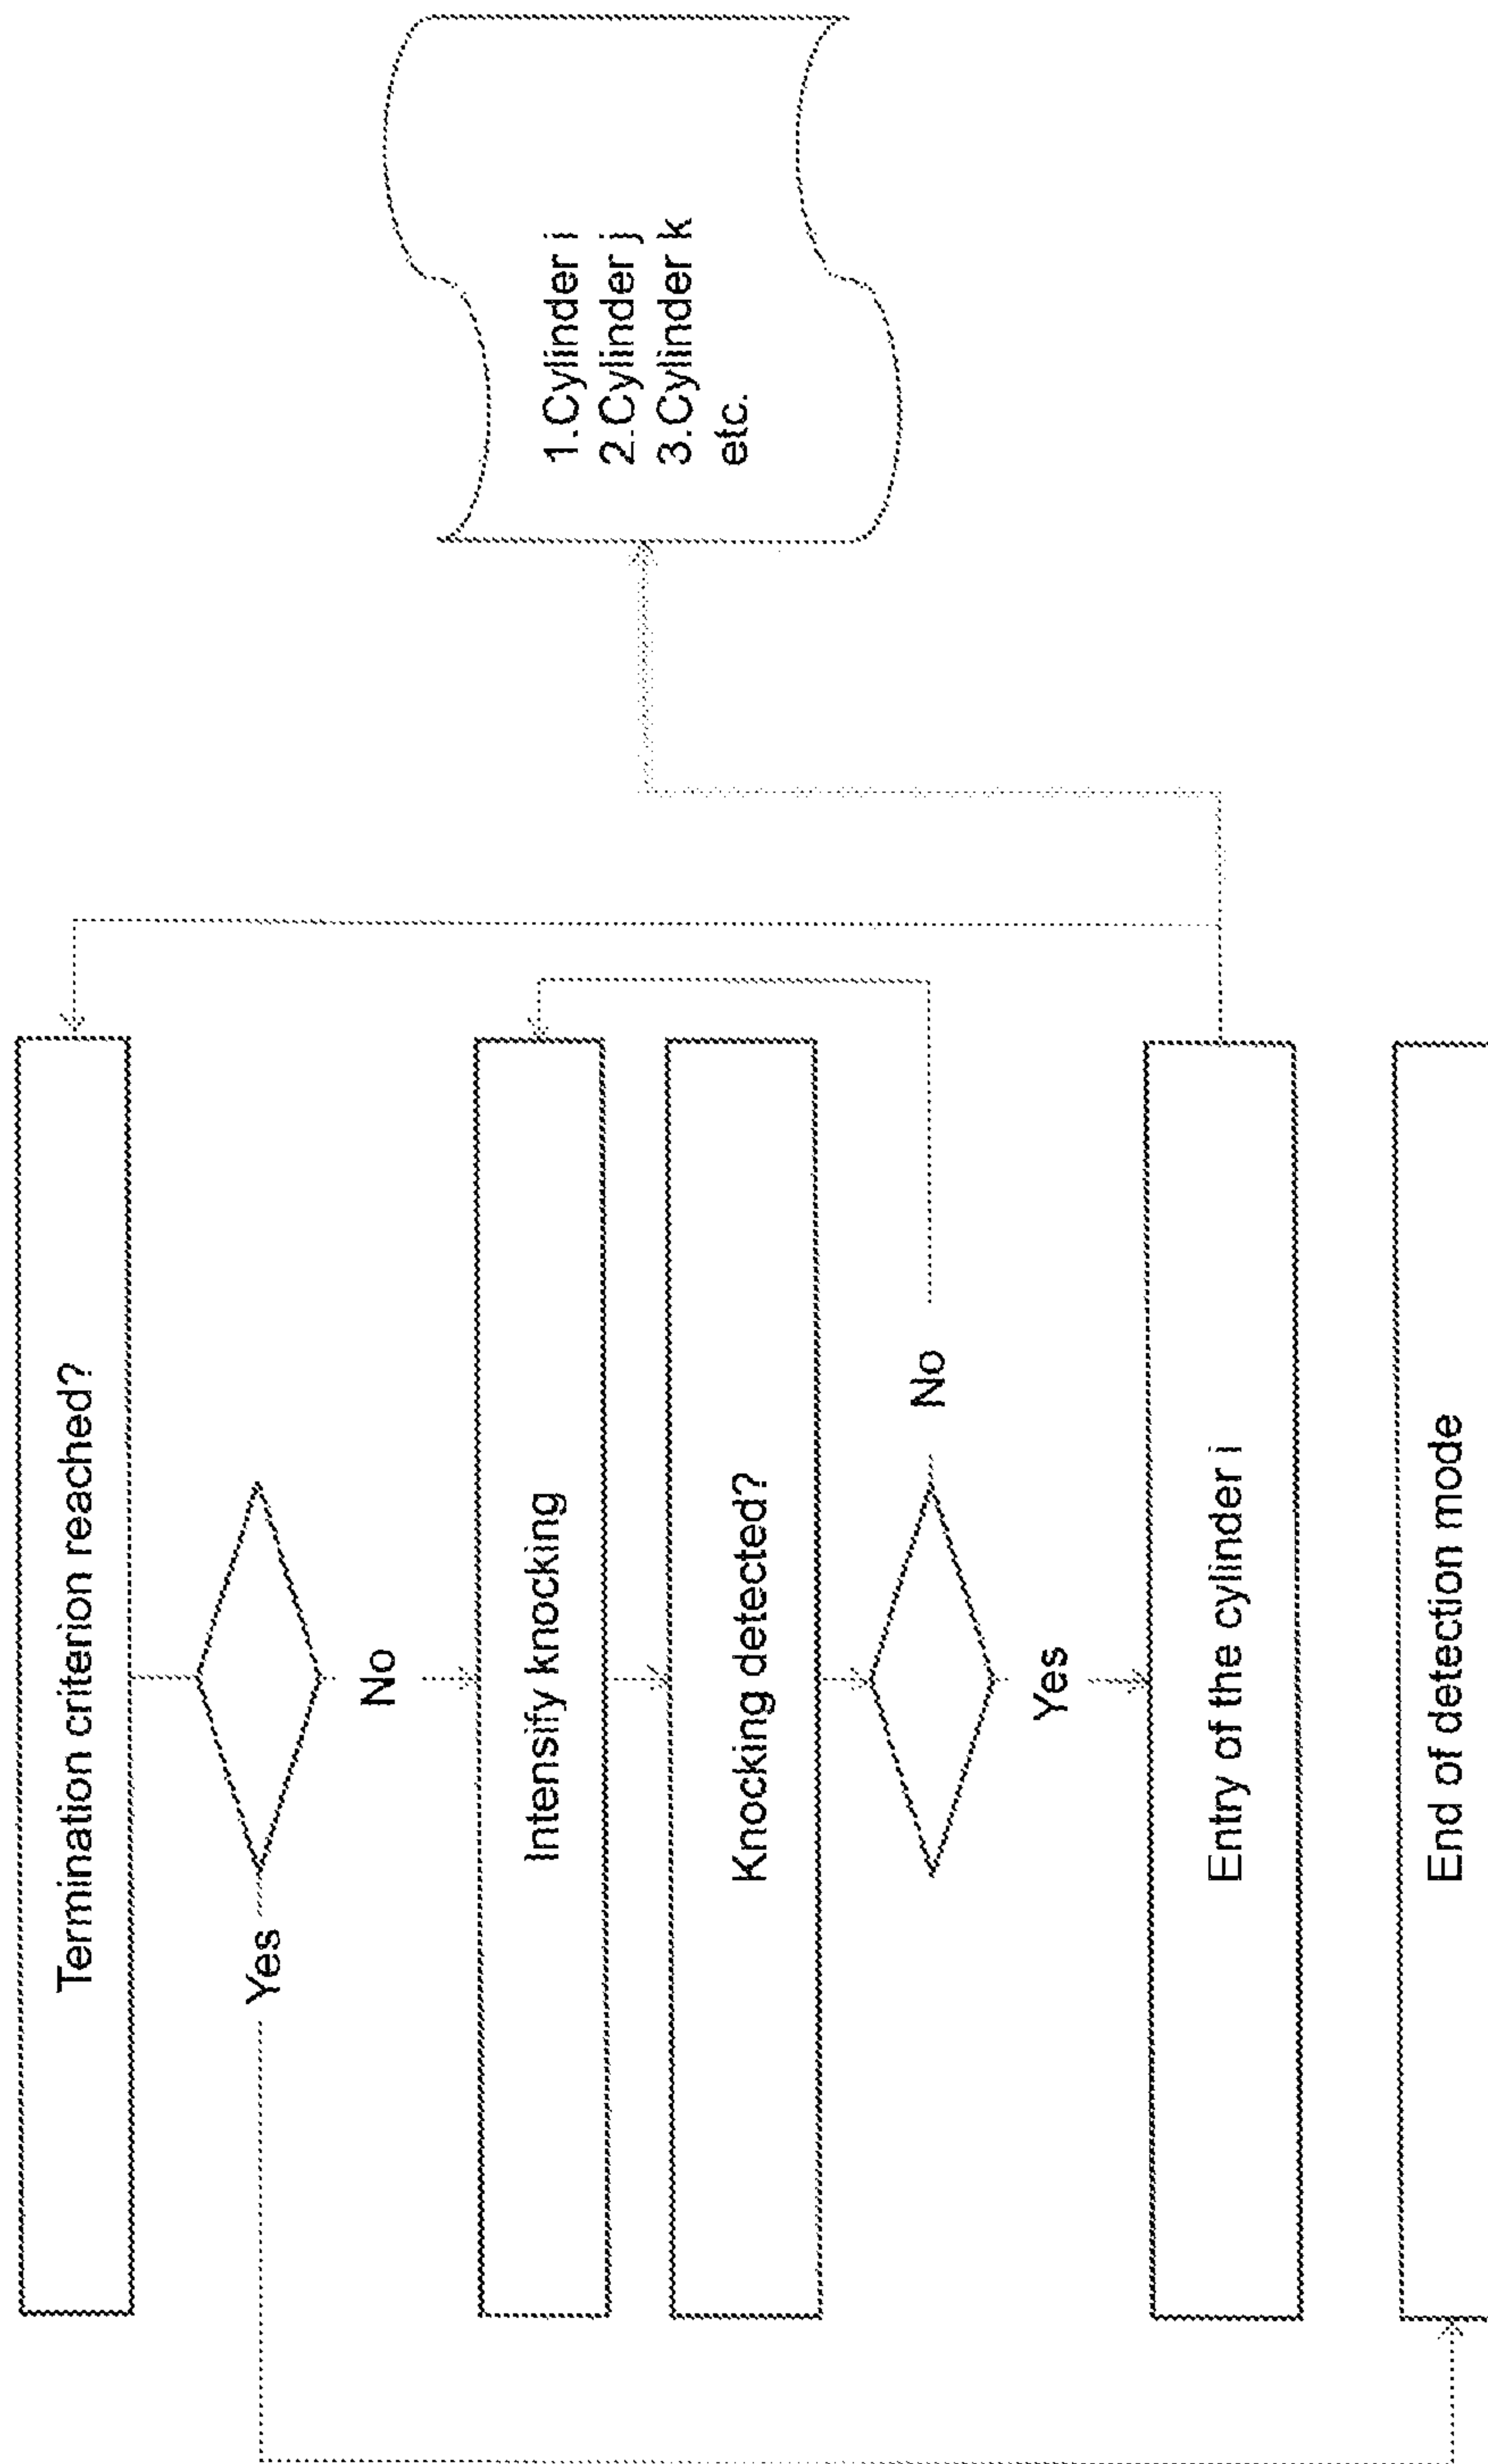 Termination criterion reached?
Yes
No
Intensify knocking
Knocking detected?
No
Yes
Entry of the cylinder i
End of detection mode
1.Cylinder i
2.Cylinder j
3.Cylinder k
etc.